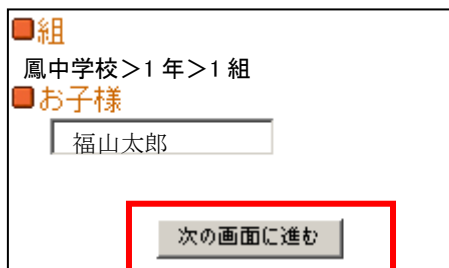 ■組
鳳中学校＞1年＞1組
■お子様
福山太郎
次の画面に進む